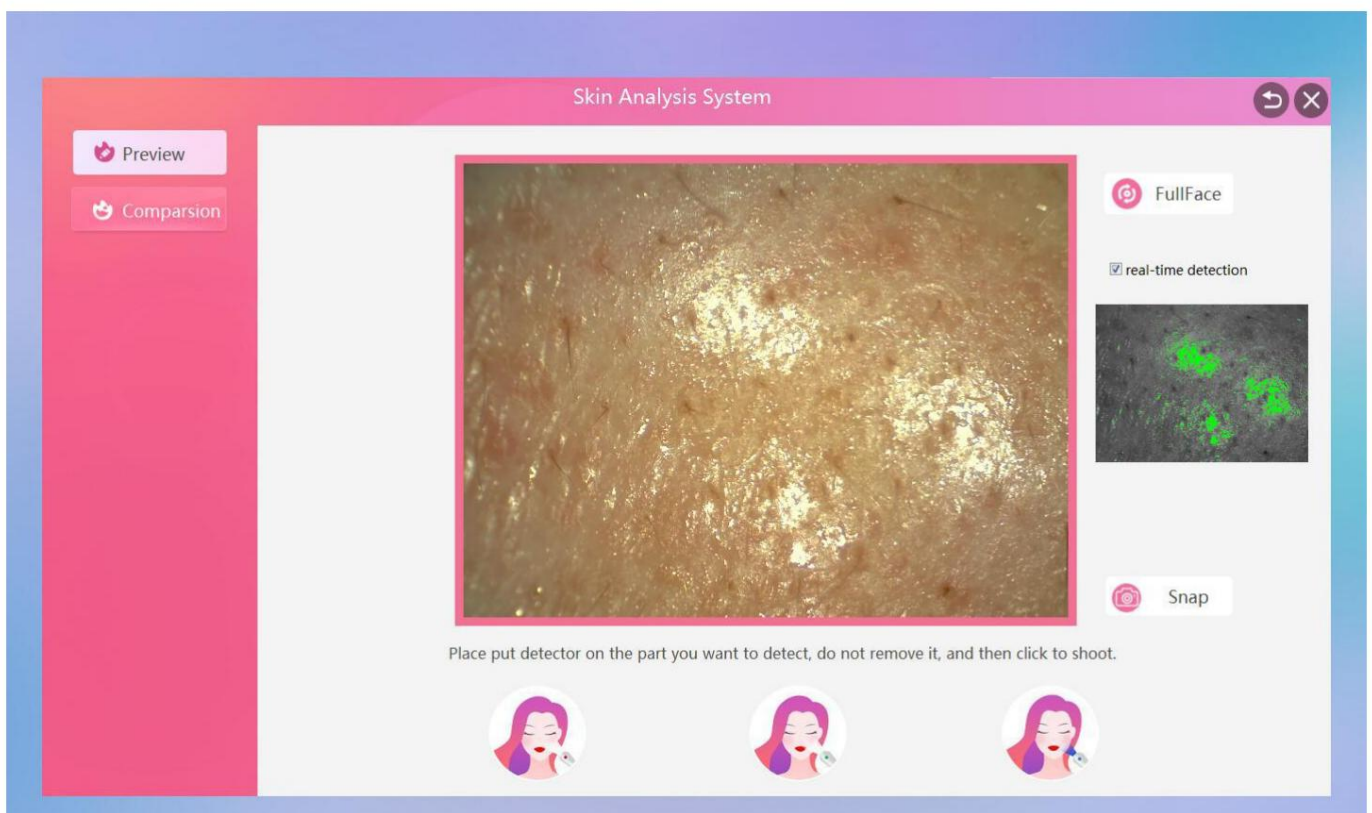 Skin Analysis System
Preview
Comparsion
FullFace
real-time detection
Snap
Place put detector on the part you want to detect, do not remove it, and then click to shoot.